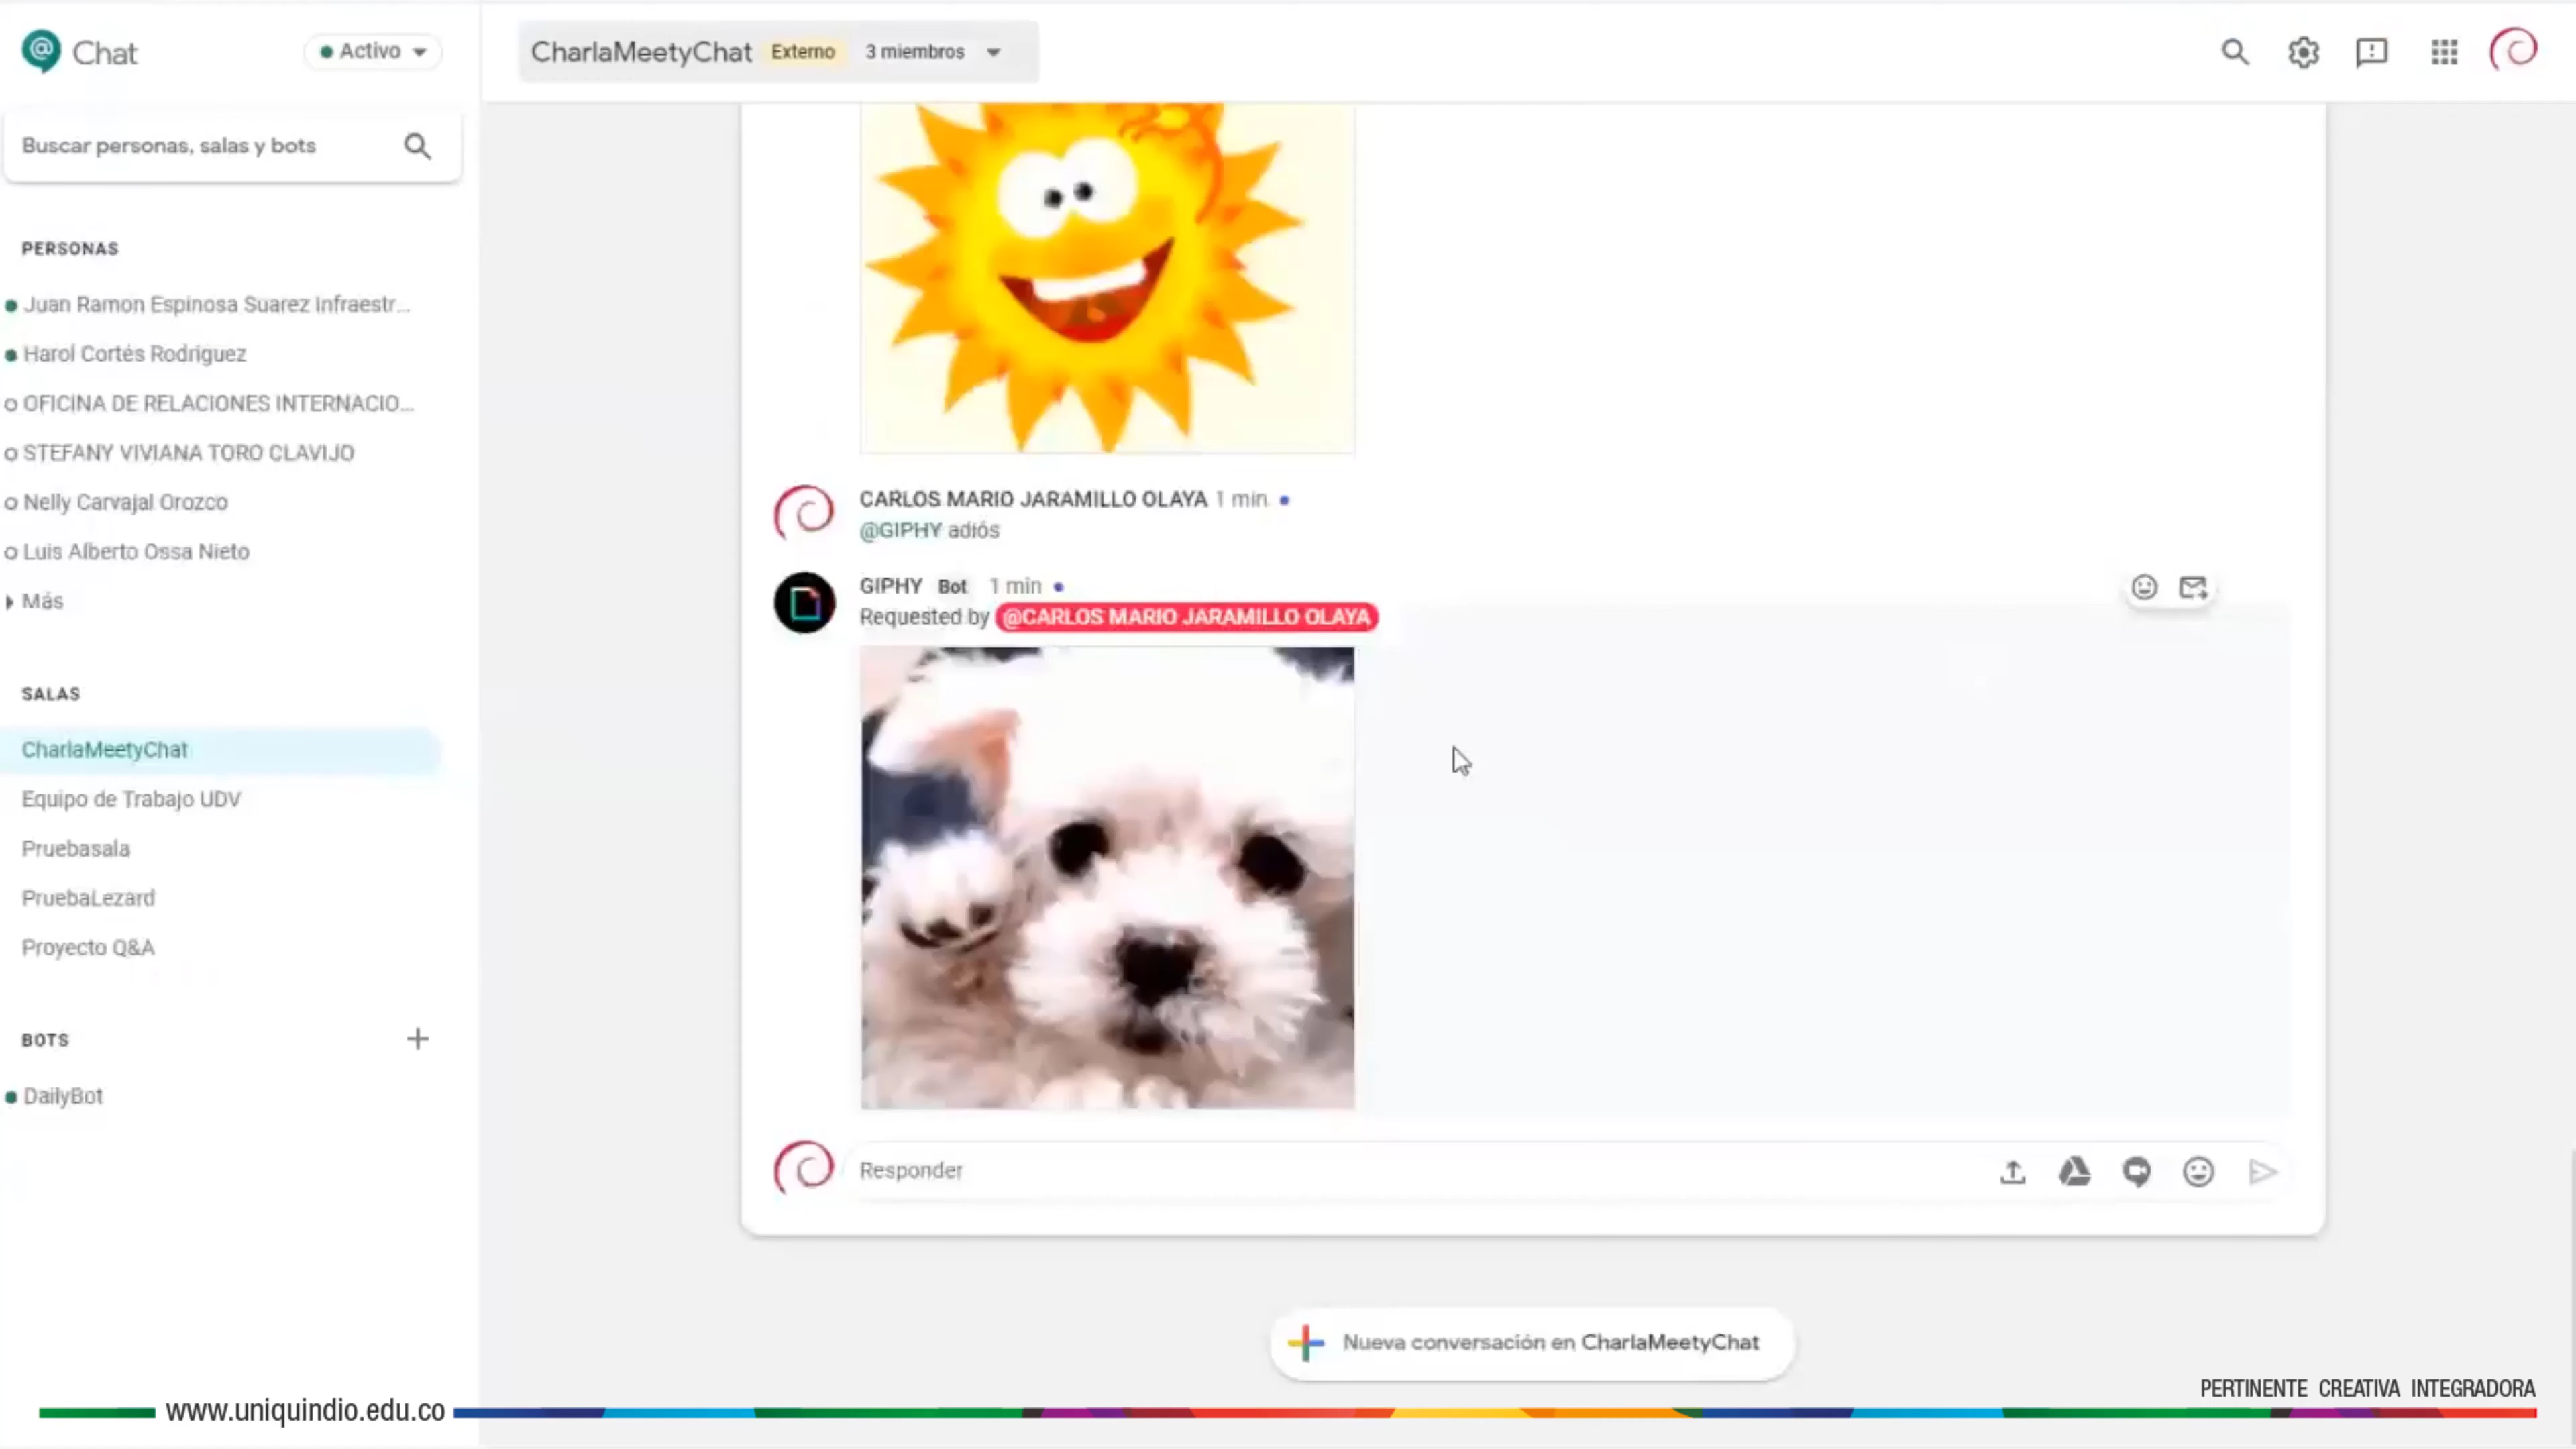 Chat
Activo
CharlaMeetyChat Externo 3 miembros
Buscar personas, salas y bots
PERSONAS
Juan Ramon Espinosa Suarez Infraestr...
Harol Cortés Rodriguez
OFICINA DE RELACIONES INTERNACIO...
STEFANY VIVIANA TORO CLAVIJO
Nelly Carvajal Orozco
Luis Alberto Ossa Nieto
Más
SALAS
CharlaMeetyChat
Equipo de Trabajo UDV
Pruebasala
PruebaLezard
Proyecto Q&A
BOTS
DailyBot
CARLOS MARIO JARAMILLO OLAYA 1 min
@GIPHY adiós
GIPHY Bot 1 min
Requested by @CARLOS MARIO JARAMILLO OLAYA
Responder
Nueva conversación en CharlaMeetyChat
PERTINENTE CREATIVA INTEGRADORA
www.uniquindio.edu.co